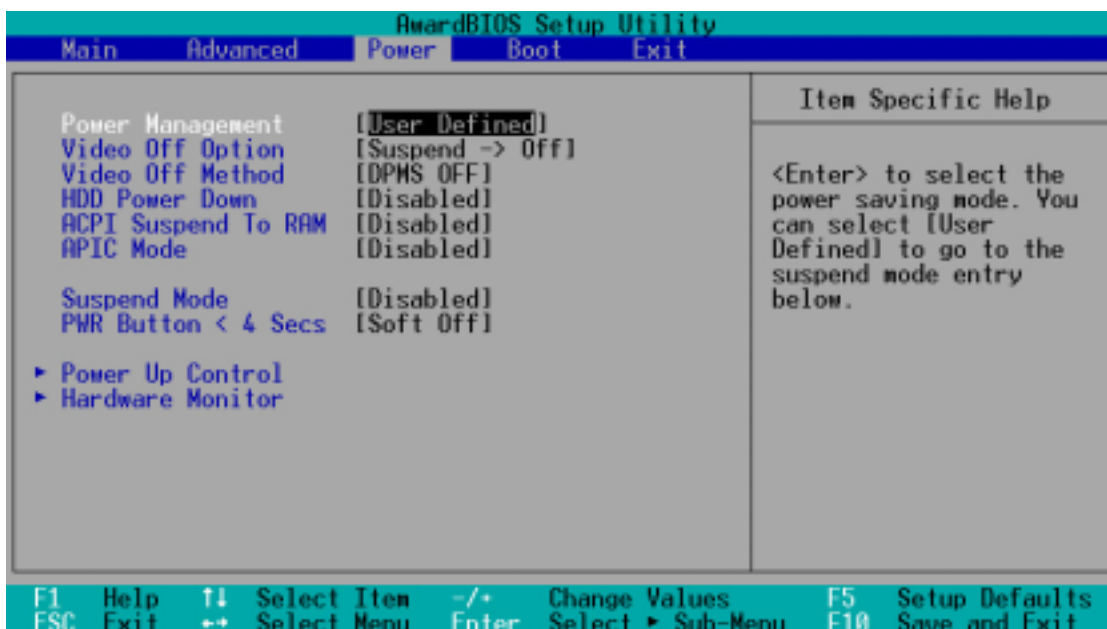 AwardBIOS Setup Utility
Main Advanced Power Boot Exit
Power Management [User Defined]
Video Off Option [Suspend -> Off]
Video Off Method [DPMS OFF]
HDD Power Down [Disabled]
ACPI Suspend To RAM [Disabled]
APIC Mode [Disabled]
Suspend Mode [Disabled]
PWR Button < 4 Secs [Soft Off]
▸ Power Up Control
▸ Hardware Monitor
Item Specific Help
<Enter> to select the
power saving mode. You
can select [User
Defined] to go to the
suspend mode entry
below.
F1 Help ↑↓ Select Item -/+ Change Values F5 Setup Defaults
ESC Exit ←→ Select Menu Enter Select ▸ Sub-Menu F10 Save and Exit